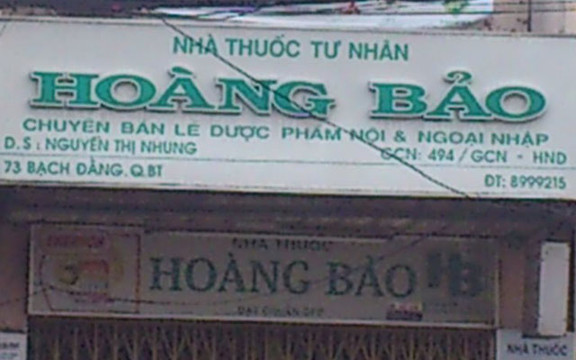 NHÀ THUỐC TƯ NHÂN
HOÀNG BẢO
CHUYÊN BÁN LẺ DƯỢC PHẨM NỘI & NGOẠI NHẬP
D.S: NGUYỄN THỊ NHUNG
GCN: 494/GCN - HND
73 BẠCH ĐẰNG. Q.BT
ĐT: 8999215
NHÀ THUỐC
HOÀNG BẢO
HB
NHÀ THUỐC